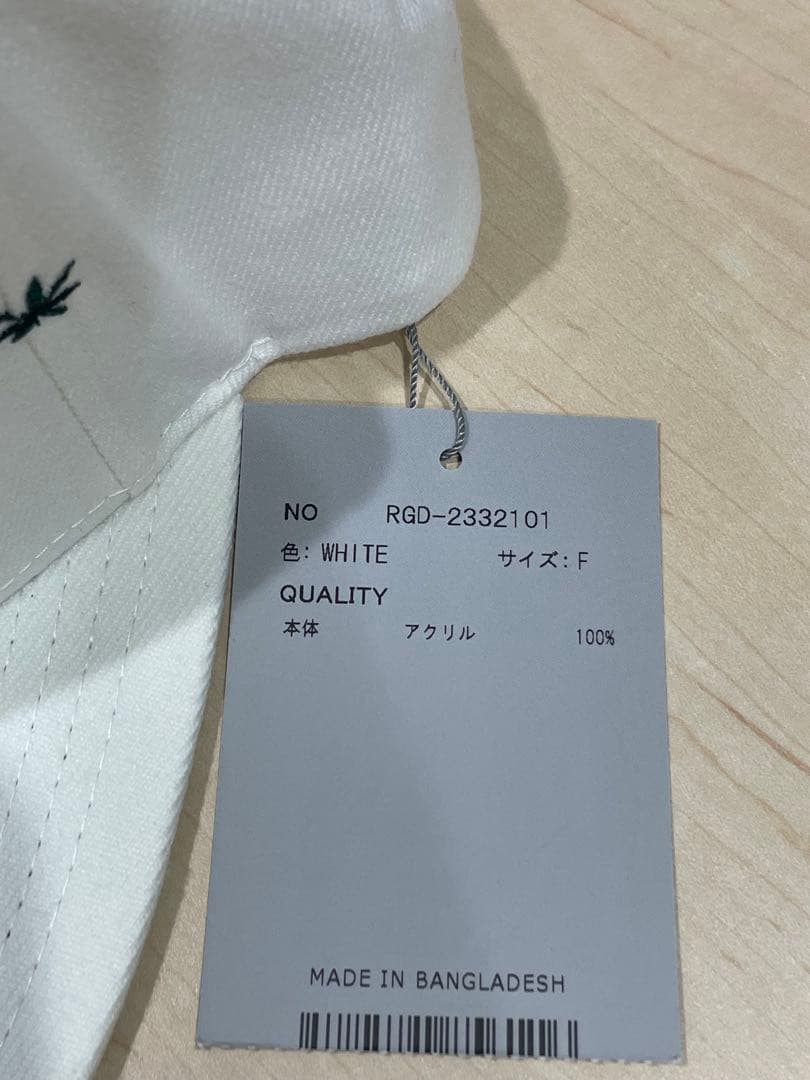 NO RGD-2332101
色: WHITE サイズ: F
QUALITY
本体 アクリル 100%
MADE IN BANGLADESH